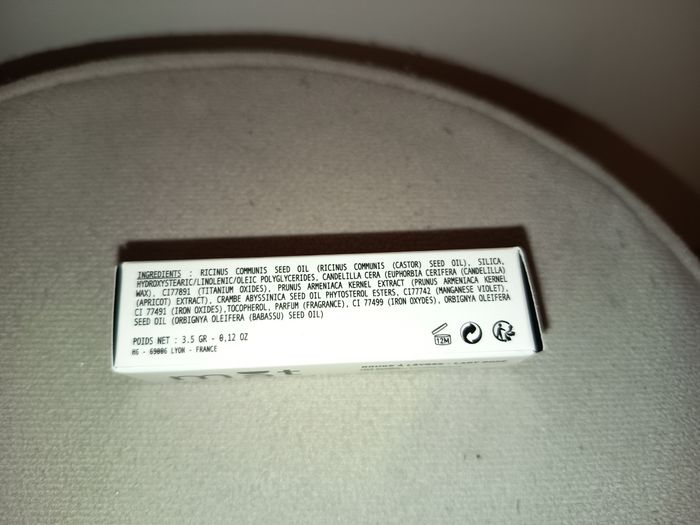 INGREDIENTS : RICINUS COMMUNIS SEED OIL (RICINUS COMMUNIS (CASTOR) SEED OIL), SILICA,
HYDROXYSTEARIC/LINOLENIC/OLEIC POLYGLYCERIDES, CANDELILLA CERA (EUPHORBIA CERIFERA (CANDELILLA)
WAX), CI77891 (TITANIUM OXIDES), PRUNUS ARMENIACA KERNEL EXTRACT (PRUNUS ARMENIACA KERNEL
(APRICOT) EXTRACT), CRAMBE ABYSSINICA SEED OIL PHYTOSTEROL ESTERS, CI77742 (MANGANESE VIOLET),
CI 77491 (IRON OXIDES),TOCOPHEROL, PARFUM (FRAGRANCE), CI 77499 (IRON OXYDES), ORBIGNYA OLEIFERA
SEED OIL (ORBIGNYA OLEIFERA (BABASSU) SEED OIL)
POIDS NET : 3.5 GR - 0,12 OZ
HG - 69006 LYON - FRANCE
12M
ROUGE À LÈVRES